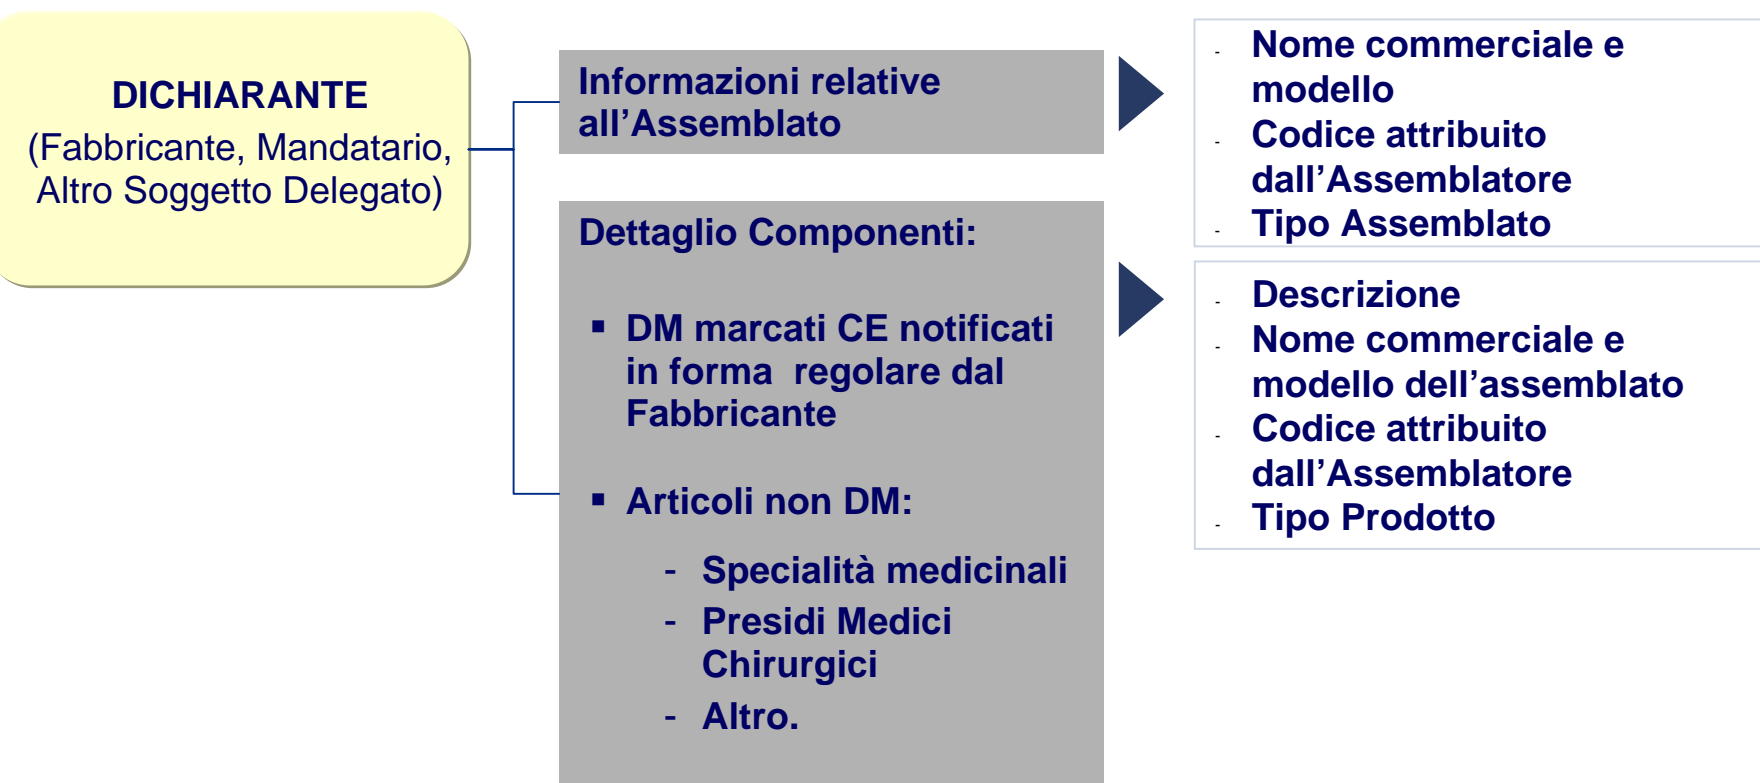 DICHIARANTE
(Fabbricante, Mandatario,
Altro Soggetto Delegato)
Informazioni relative
all’Assemblato
- Nome commerciale e
modello
- Codice attribuito
dall’Assemblatore
- Tipo Assemblato
Dettaglio Componenti:
▪ DM marcati CE notificati
in forma  regolare dal
Fabbricante
▪ Articoli non DM:
- Specialità medicinali
- Presidi Medici
Chirurgici
- Altro.
- Descrizione
- Nome commerciale e
modello dell’assemblato
- Codice attribuito
dall’Assemblatore
- Tipo Prodotto